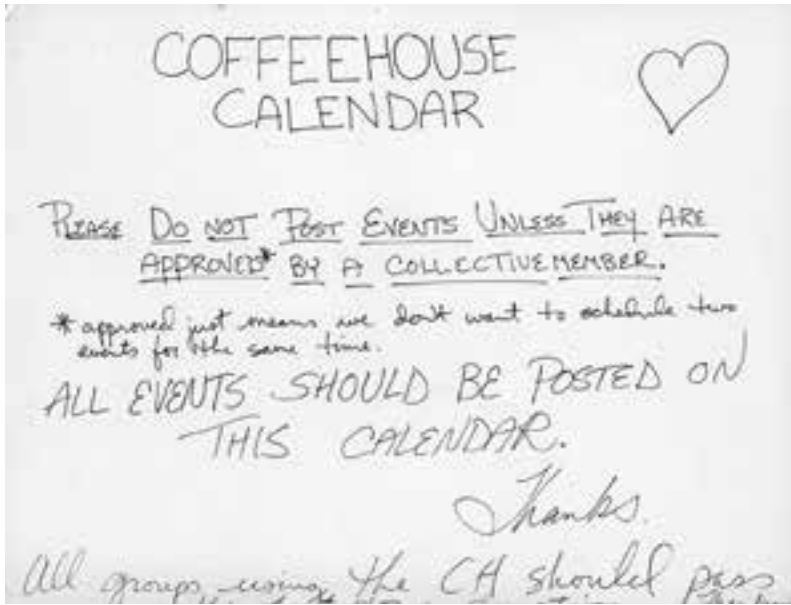 COFFEEHOUSE
CALENDAR
PLEASE DO NOT POST EVENTS UNLESS THEY ARE
APPROVED* BY A COLLECTIVE MEMBER.
* approved just means we don't want to schedule two
events for the same time.
ALL EVENTS SHOULD BE POSTED ON
THIS CALENDAR.
Thanks.
All groups using the CH should pass